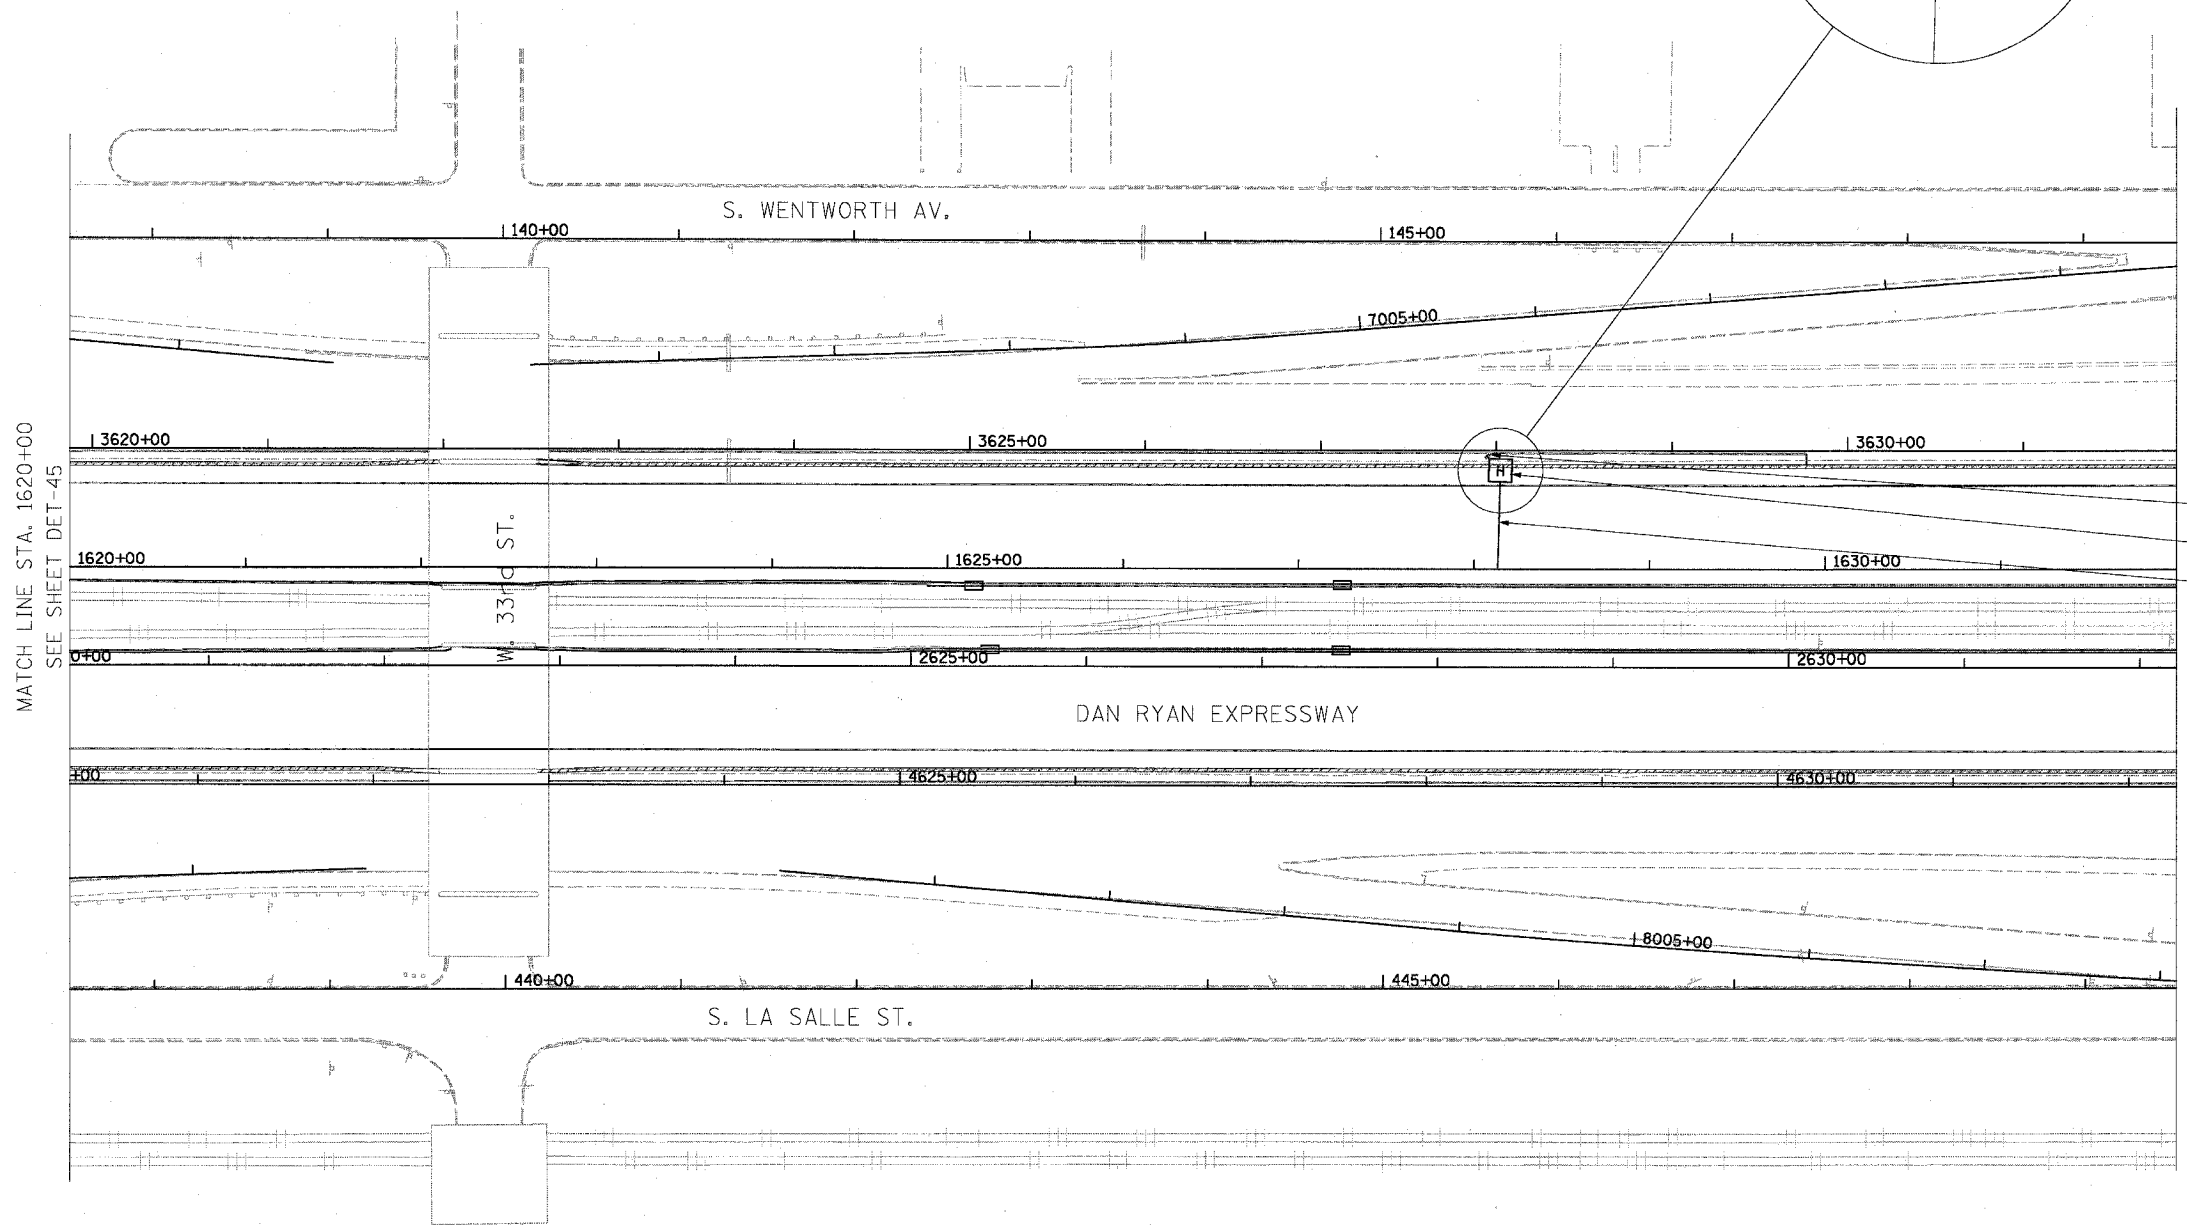 S. WENTWORTH AV.
140+00
145+00
7005+00
3620+00
3625+00
3630+00
H
MATCH LINE STA. 1620+00
SEE SHEET DET-45
W. 33rd ST.
1620+00
1625+00
1630+00
0+00
2625+00
2630+00
DAN RYAN EXPRESSWAY
+00
4625+00
4630+00
8005+00
440+00
445+00
S. LA SALLE ST.